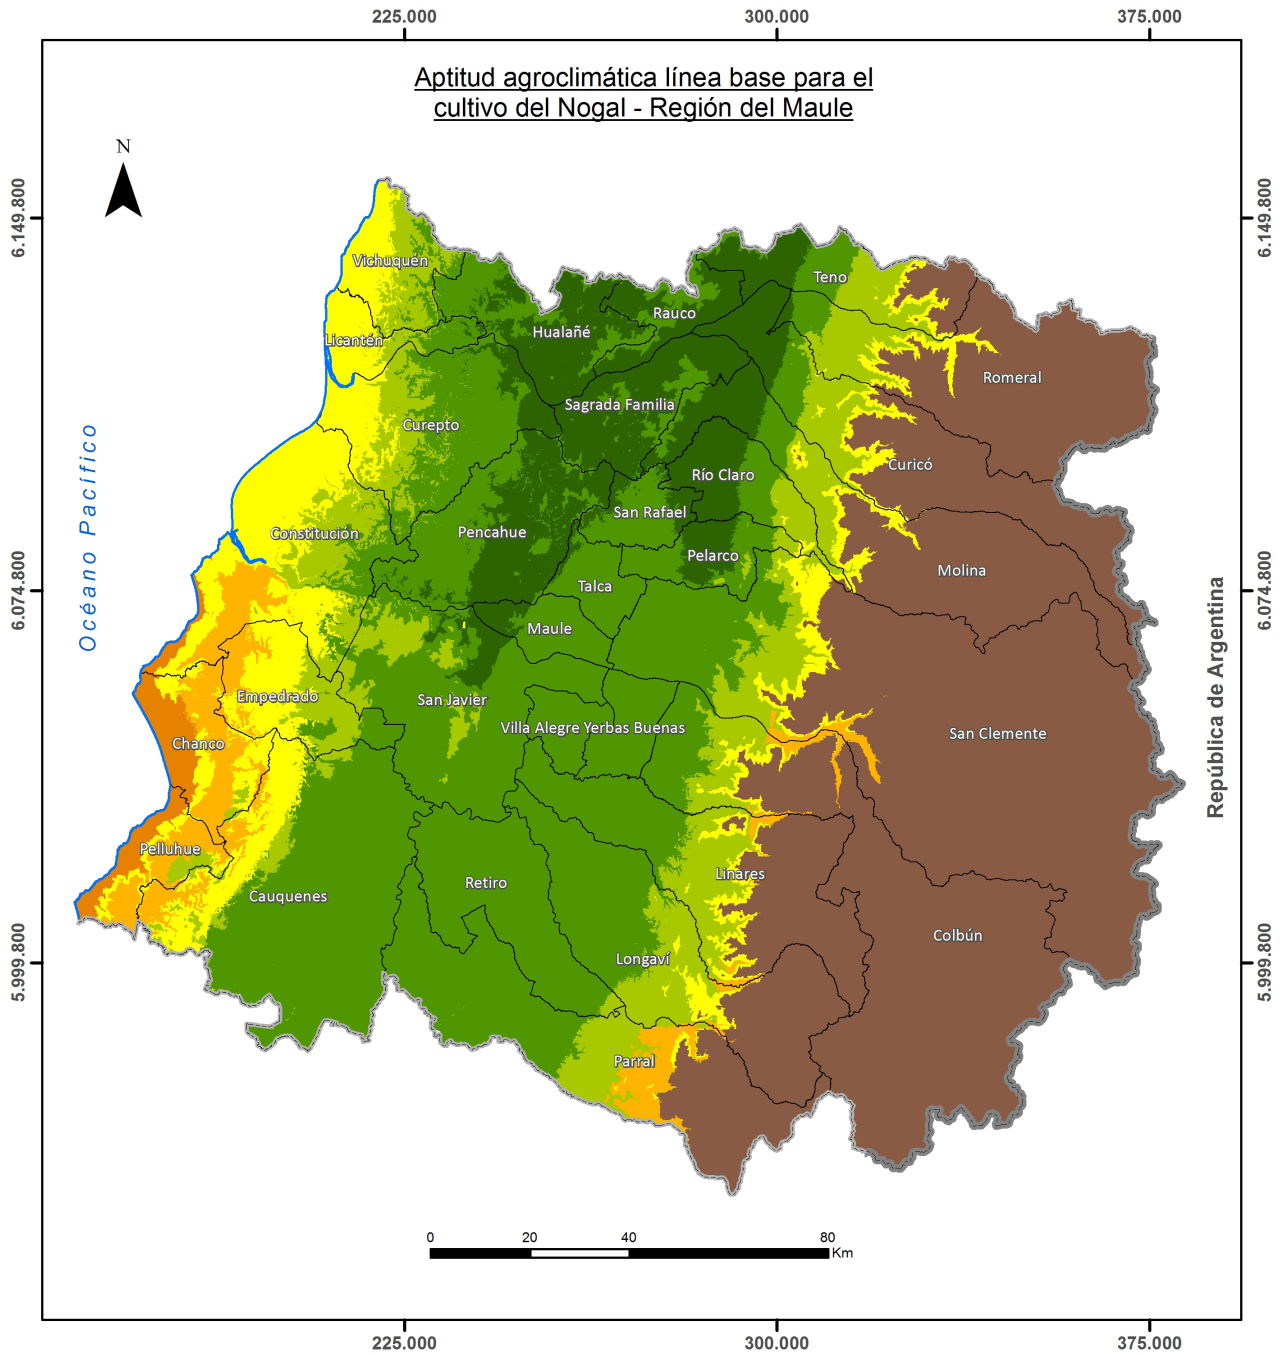 225.000
300.000
375.000
Aptitud agroclimática línea base para el
cultivo del Nogal - Región del Maule
N
6.149.800
6.149.800
Vichuquén
Teno
Rauco
Hualañé
Licantén
Romeral
Sagrada Familia
Curepto
Curicó
Río Claro
San Rafael
Constitución
Pencahue
Pelarco
Molina
Océano Pacífico
6.074.800
6.074.800
Talca
Maule
República de Argentina
Empedrado
San Javier
Villa Alegre
Yerbas Buenas
San Clemente
Chanco
Pelluhue
Linares
Retiro
Cauquenes
Colbún
Longaví
5.999.800
5.999.800
Parral
0 20 40 80
Km
225.000
300.000
375.000